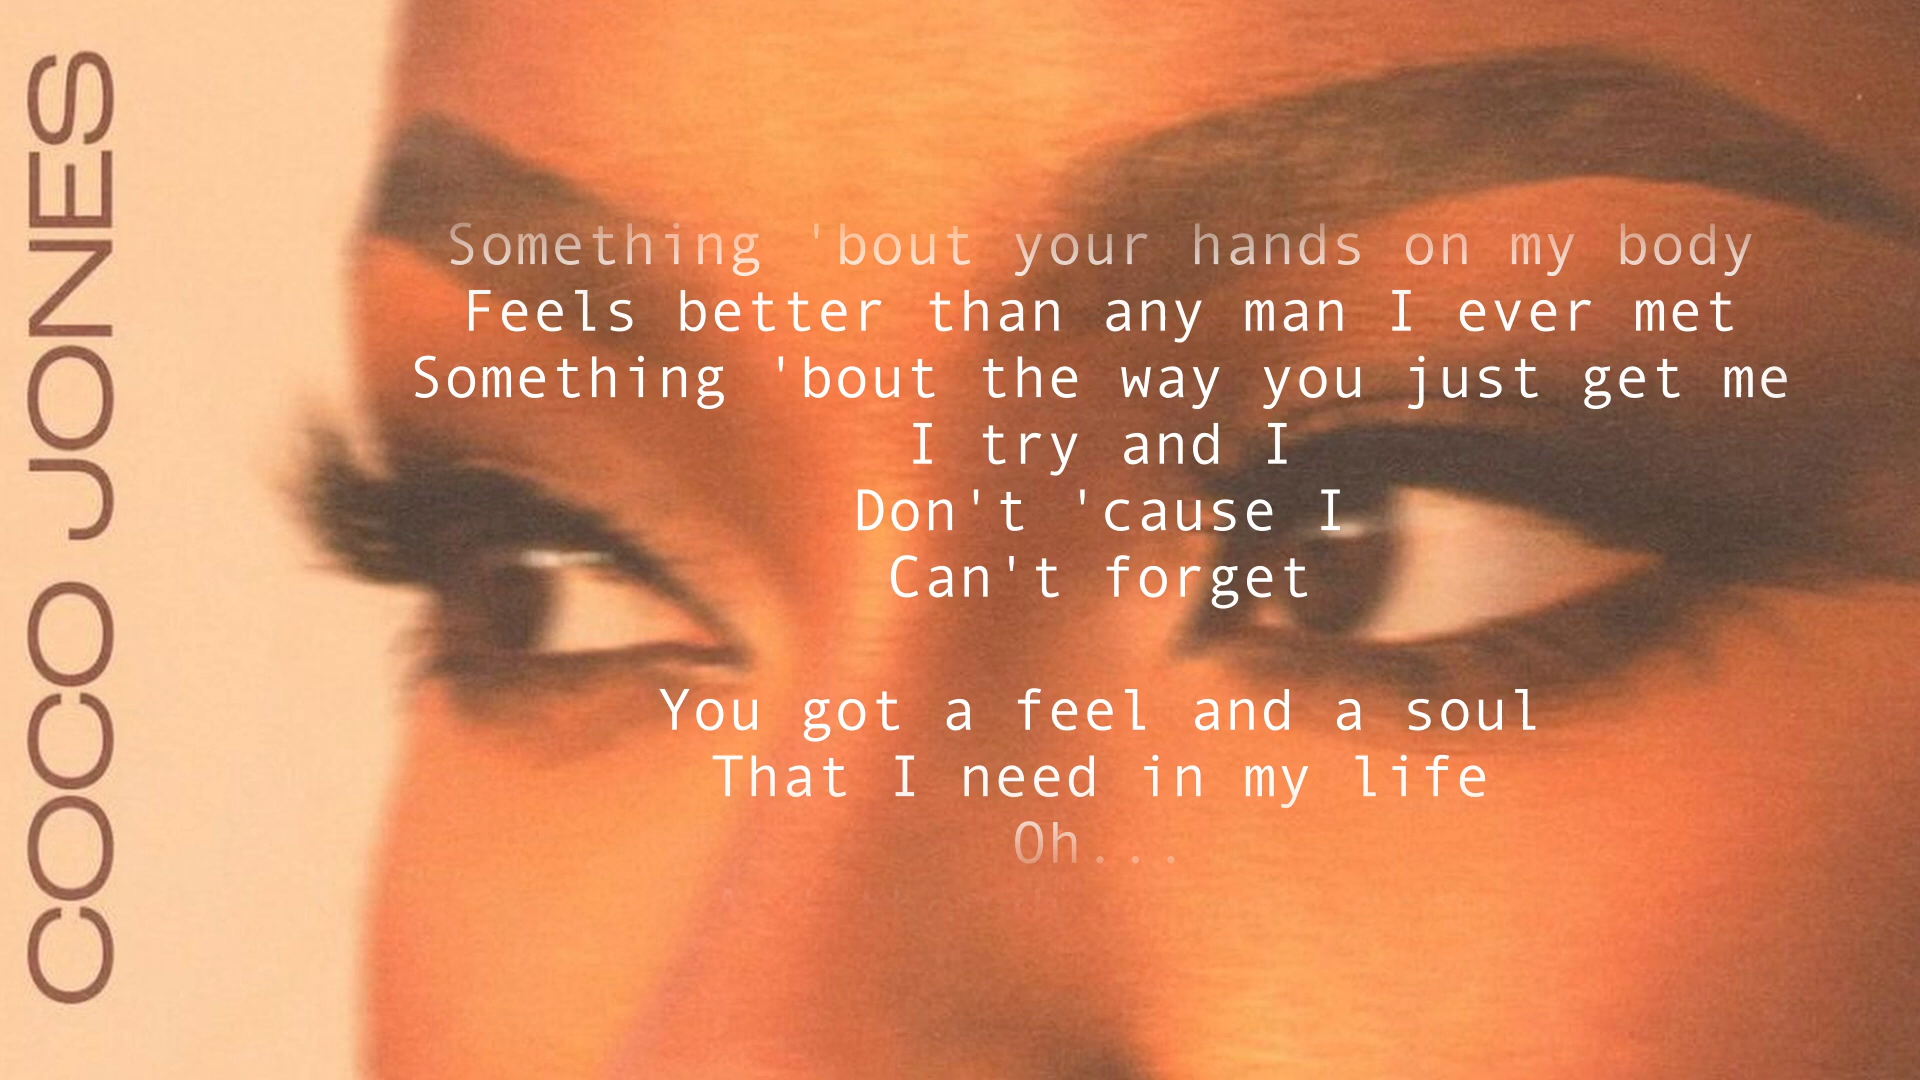 COCO JONES
Something 'bout your hands on my body
Feels better than any man I ever met
Something 'bout the way you just get me
I try and I
Don't 'cause I
Can't forget
You got a feel and a soul
That I need in my life
Oh...